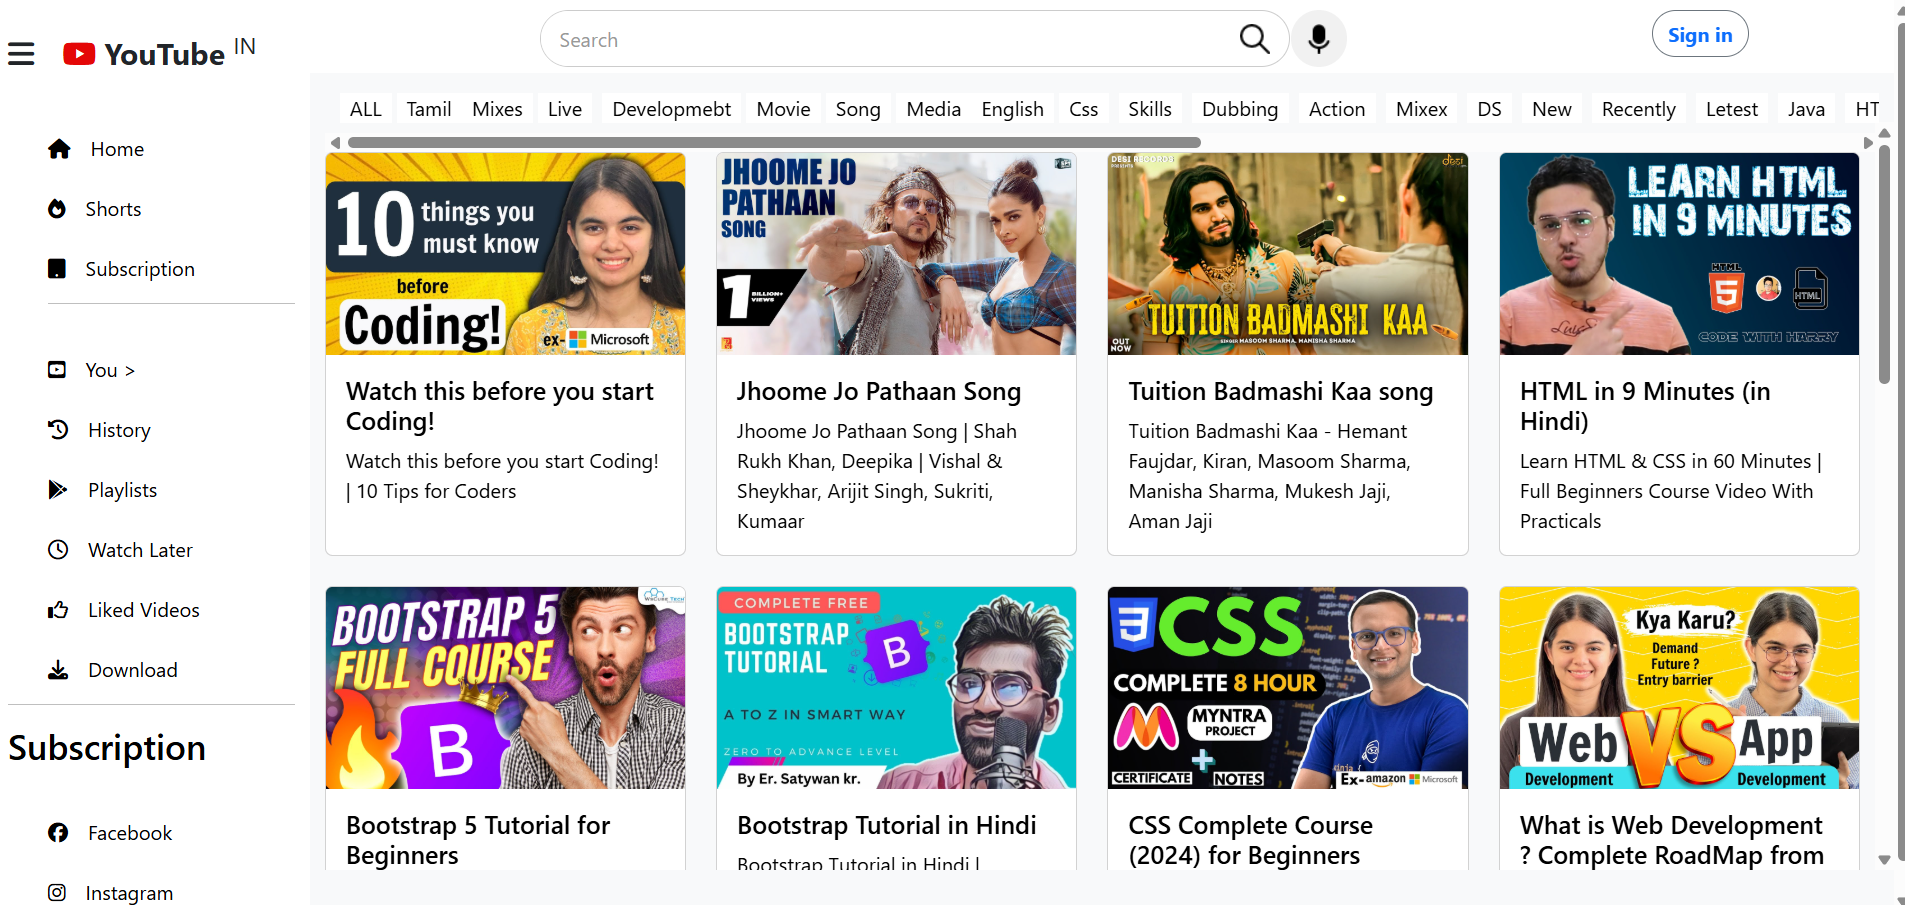 YouTube IN
Search
Sign in
Home
Shorts
Subscription
You >
History
Playlists
Watch Later
Liked Videos
Download
Subscription
Facebook
Instagram
ALL Tamil Mixes Live Developmebt Movie Song Media English Css Skills Dubbing Action Mixex DS New Recently Letest Java HT
10 things you
must know
before
Coding!
ex- Microsoft
Watch this before you start
Coding!
Watch this before you start Coding!
| 10 Tips for Coders
JHOOME JO
PATHAAN
SONG
1 BILLION+
VIEWS
Jhoome Jo Pathaan Song
Jhoome Jo Pathaan Song | Shah
Rukh Khan, Deepika | Vishal &
Sheykhar, Arijit Singh, Sukriti,
Kumaar
DESI RECORDS
desi
TUITION BADMASHI KAA
SINGER MASOOM SHARMA, MANISHA SHARMA
OUT
NOW
Tuition Badmashi Kaa song
Tuition Badmashi Kaa - Hemant
Faujdar, Kiran, Masoom Sharma,
Manisha Sharma, Mukesh Jaji,
Aman Jaji
LEARN HTML
IN 9 MINUTES
HTML
5
HTML
CODE WITH HARRY
HTML in 9 Minutes (in
Hindi)
Learn HTML & CSS in 60 Minutes |
Full Beginners Course Video With
Practicals
WsCube Tech
BOOTSTRAP 5
FULL COURSE
B
Bootstrap 5 Tutorial for
Beginners
COMPLETE FREE
BOOTSTRAP
TUTORIAL
B
A TO Z IN SMART WAY
ZERO TO ADVANCE LEVEL
By Er. Satywan kr.
Bootstrap Tutorial in Hindi
Bootstrap Tutorial in Hindi |
3 CSS
COMPLETE 8 HOUR
MYNTRA
PROJECT
CERTIFICATE + NOTES
Ex-amazon Microsoft
CSS Complete Course
(2024) for Beginners
Kya Karu?
Demand
Future ?
Entry barrier
Web VS App
Development Development
What is Web Development
? Complete RoadMap from